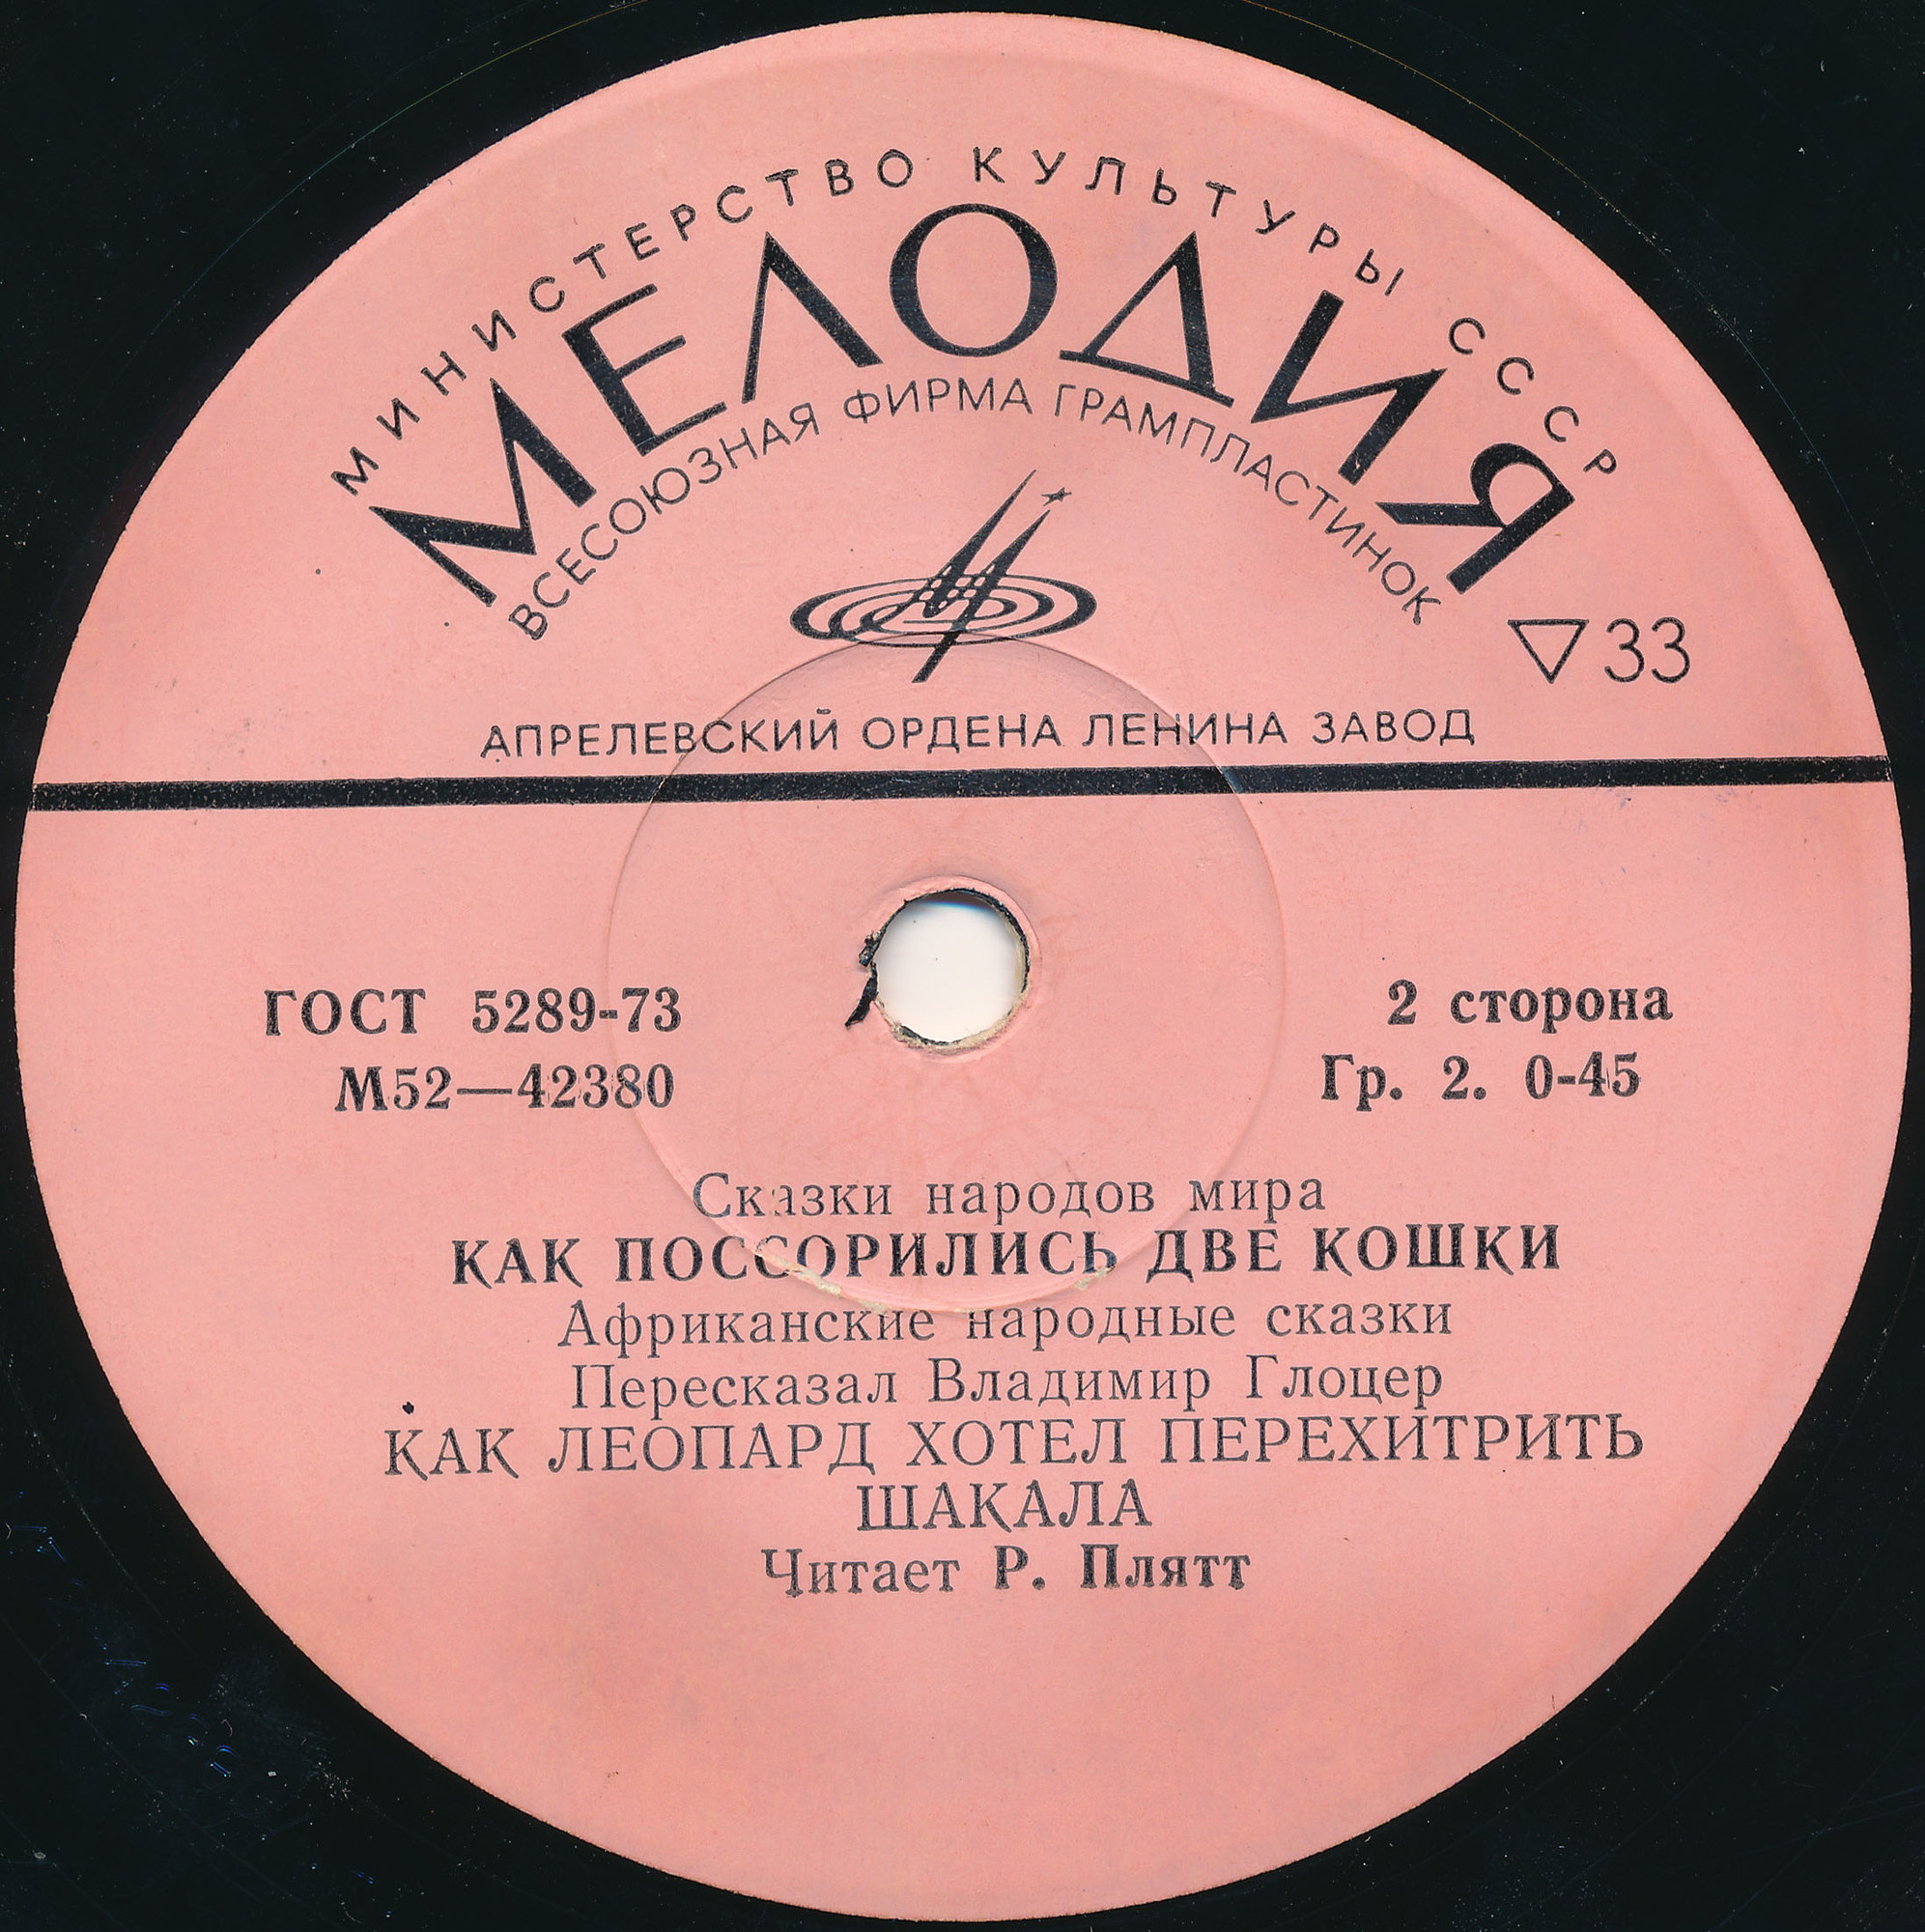 МИНИСТЕРСТВО КУЛЬТУРЫ СССР
МЕЛОДИЯ
ВСЕСОЮЗНАЯ ФИРМА ГРАМПЛАСТИНОК
▽33
АПРЕЛЕВСКИЙ ОРДЕНА ЛЕНИНА ЗАВОД
ГОСТ 5289-73
М52—42380
2 сторона
Гр. 2. 0-45
Сказки народов мира
КАК ПОССОРИЛИСЬ ДВЕ КОШКИ
Африканские народные сказки
Пересказал Владимир Глоцер
КАК ЛЕОПАРД ХОТЕЛ ПЕРЕХИТРИТЬ
ШАКАЛА
Читает Р. Плятт